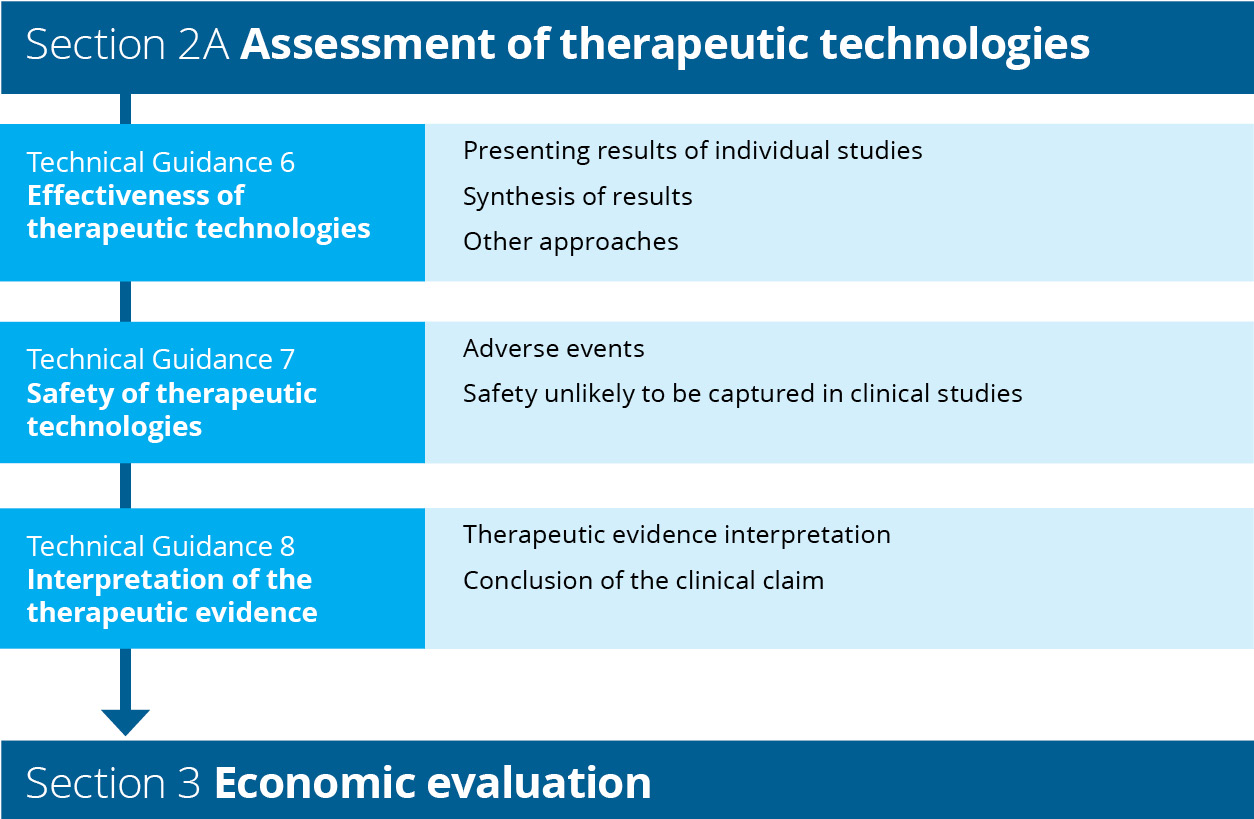 Section 2A Assessment of therapeutic technologies
Technical Guidance 6
Effectiveness of
therapeutic technologies
Presenting results of individual studies
Synthesis of results
Other approaches
Technical Guidance 7
Safety of therapeutic
technologies
Adverse events
Safety unlikely to be captured in clinical studies
Technical Guidance 8
Interpretation of the
therapeutic evidence
Therapeutic evidence interpretation
Conclusion of the clinical claim
Section 3 Economic evaluation